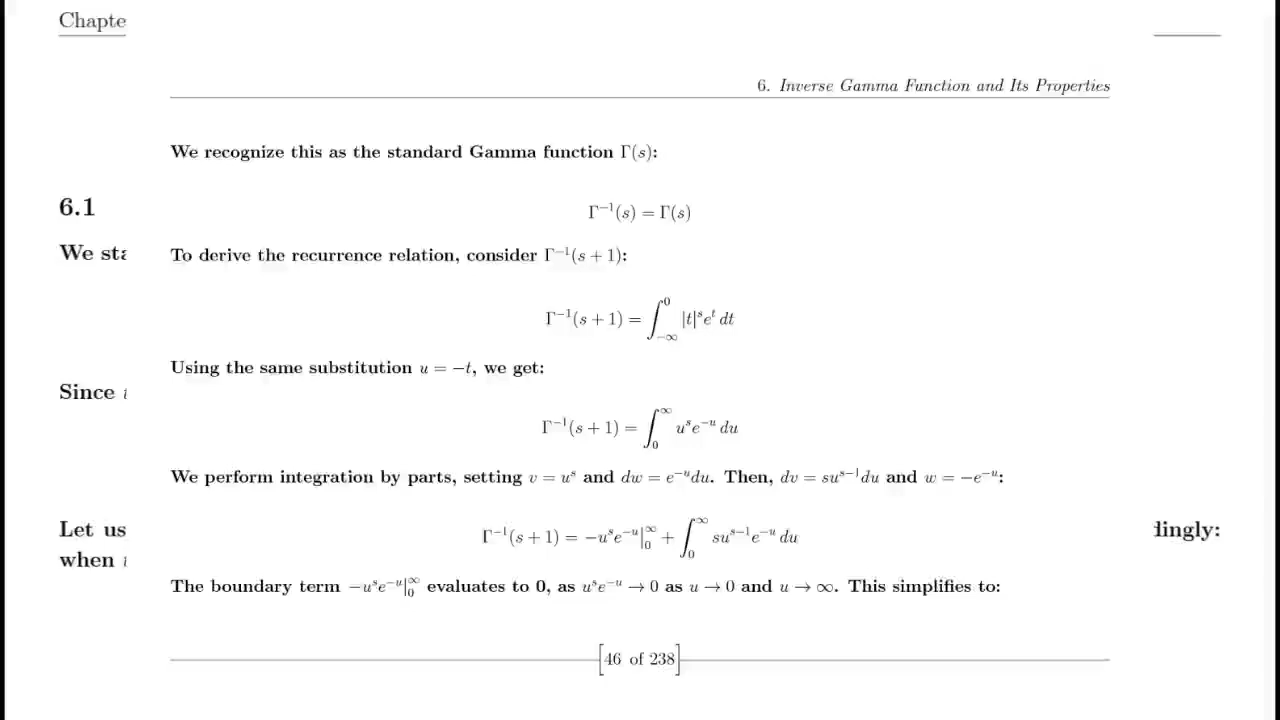 Chapte
6. Inverse Gamma Function and Its Properties
We recognize this as the standard Gamma function Γ(s):
6.1
Γ⁻¹(s) = Γ(s)
We sta
To derive the recurrence relation, consider Γ⁻¹(s + 1):
Γ⁻¹(s + 1) = ∫_{−∞}^{0} |t|^s e^t dt
Using the same substitution u = −t, we get:
Since t
Γ⁻¹(s + 1) = ∫_0^∞ u^s e^{−u} du
We perform integration by parts, setting v = u^s and dw = e^{−u}du. Then, dv = su^{s−1}du and w = −e^{−u}:
Let us
dingly:
Γ⁻¹(s + 1) = −u^s e^{−u}|_0^∞ + ∫_0^∞ su^{s−1}e^{−u} du
when t
The boundary term −u^s e^{−u}|_0^∞ evaluates to 0, as u^s e^{−u} → 0 as u → 0 and u → ∞. This simplifies to:
46 of 238